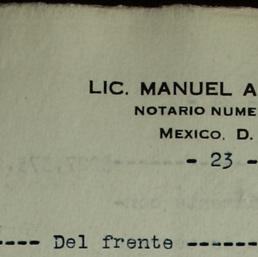 LIC. MANUEL A
NOTARIO NUME
MEXICO, D.
- 23 -
---- Del frente ------